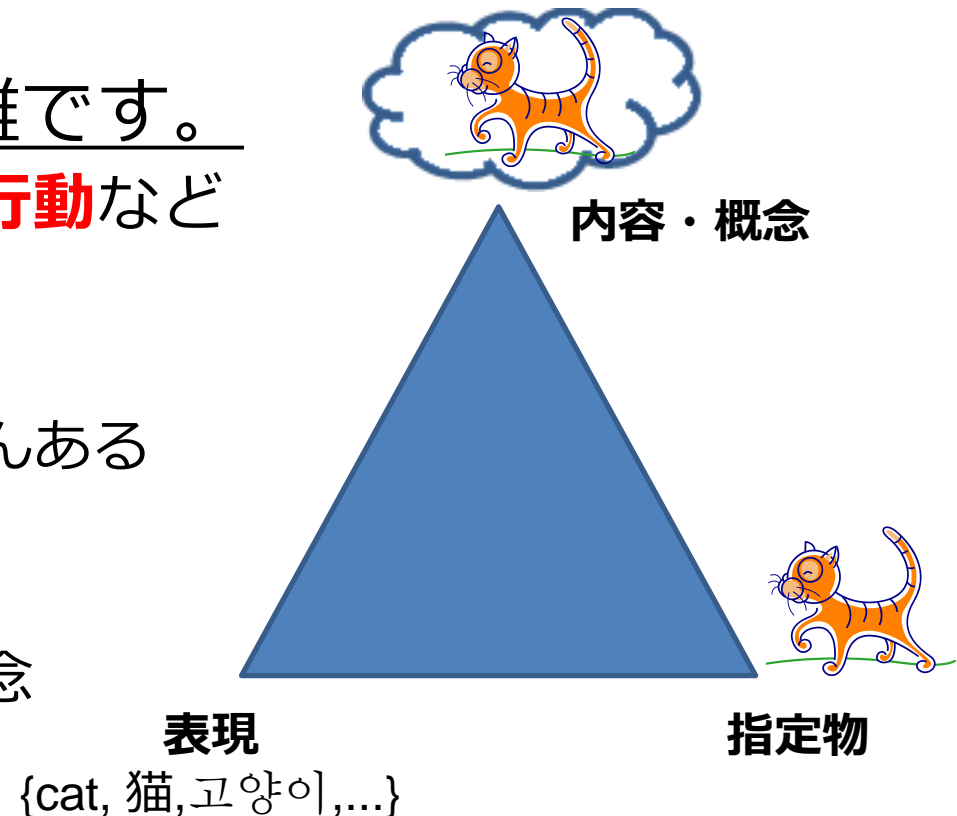 雑です。
行動など
内容・概念
んある
念
表現
指定物
{cat, 猫,고양이,...}